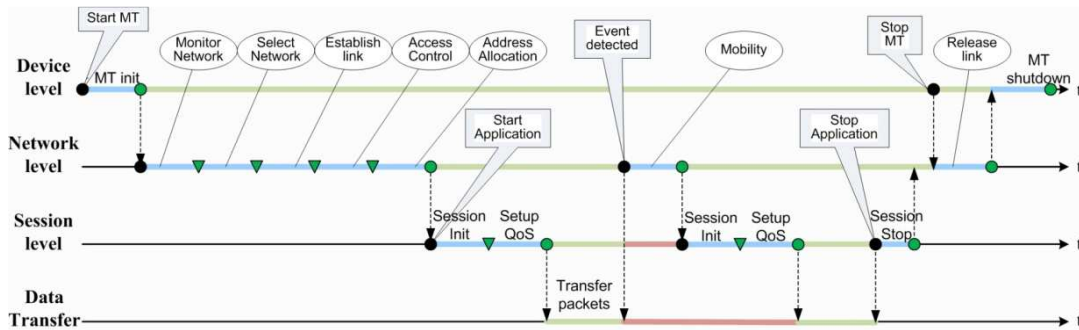 Start MT
Monitor
Network
Select
Network
Establish
link
Access
Control
Address
Allocation
Event
detected
Mobility
Stop
MT
Release
link
Device
level
MT init
MT
shutdown
t
Start
Application
Stop
Application
Network
level
t
Session
level
Session
Init
Setup
QoS
Session
Init
Setup
QoS
Session
Stop
t
Data
Transfer
Transfer
packets
t